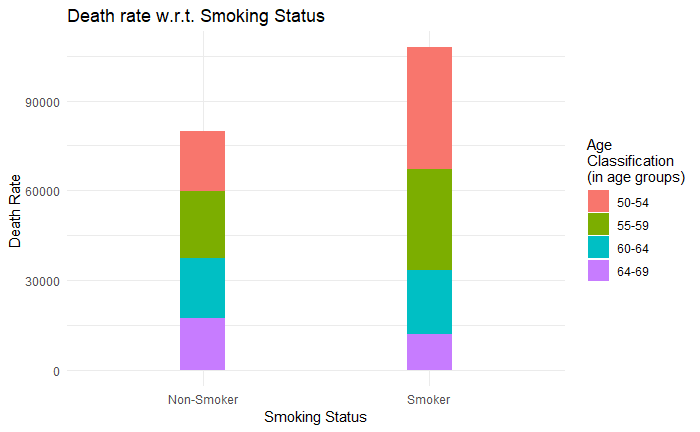 Death rate w.r.t. Smoking Status
90000
60000
30000
0
Death Rate
Non-Smoker
Smoker
Smoking Status
Age
Classification
(in age groups)
50-54
55-59
60-64
64-69